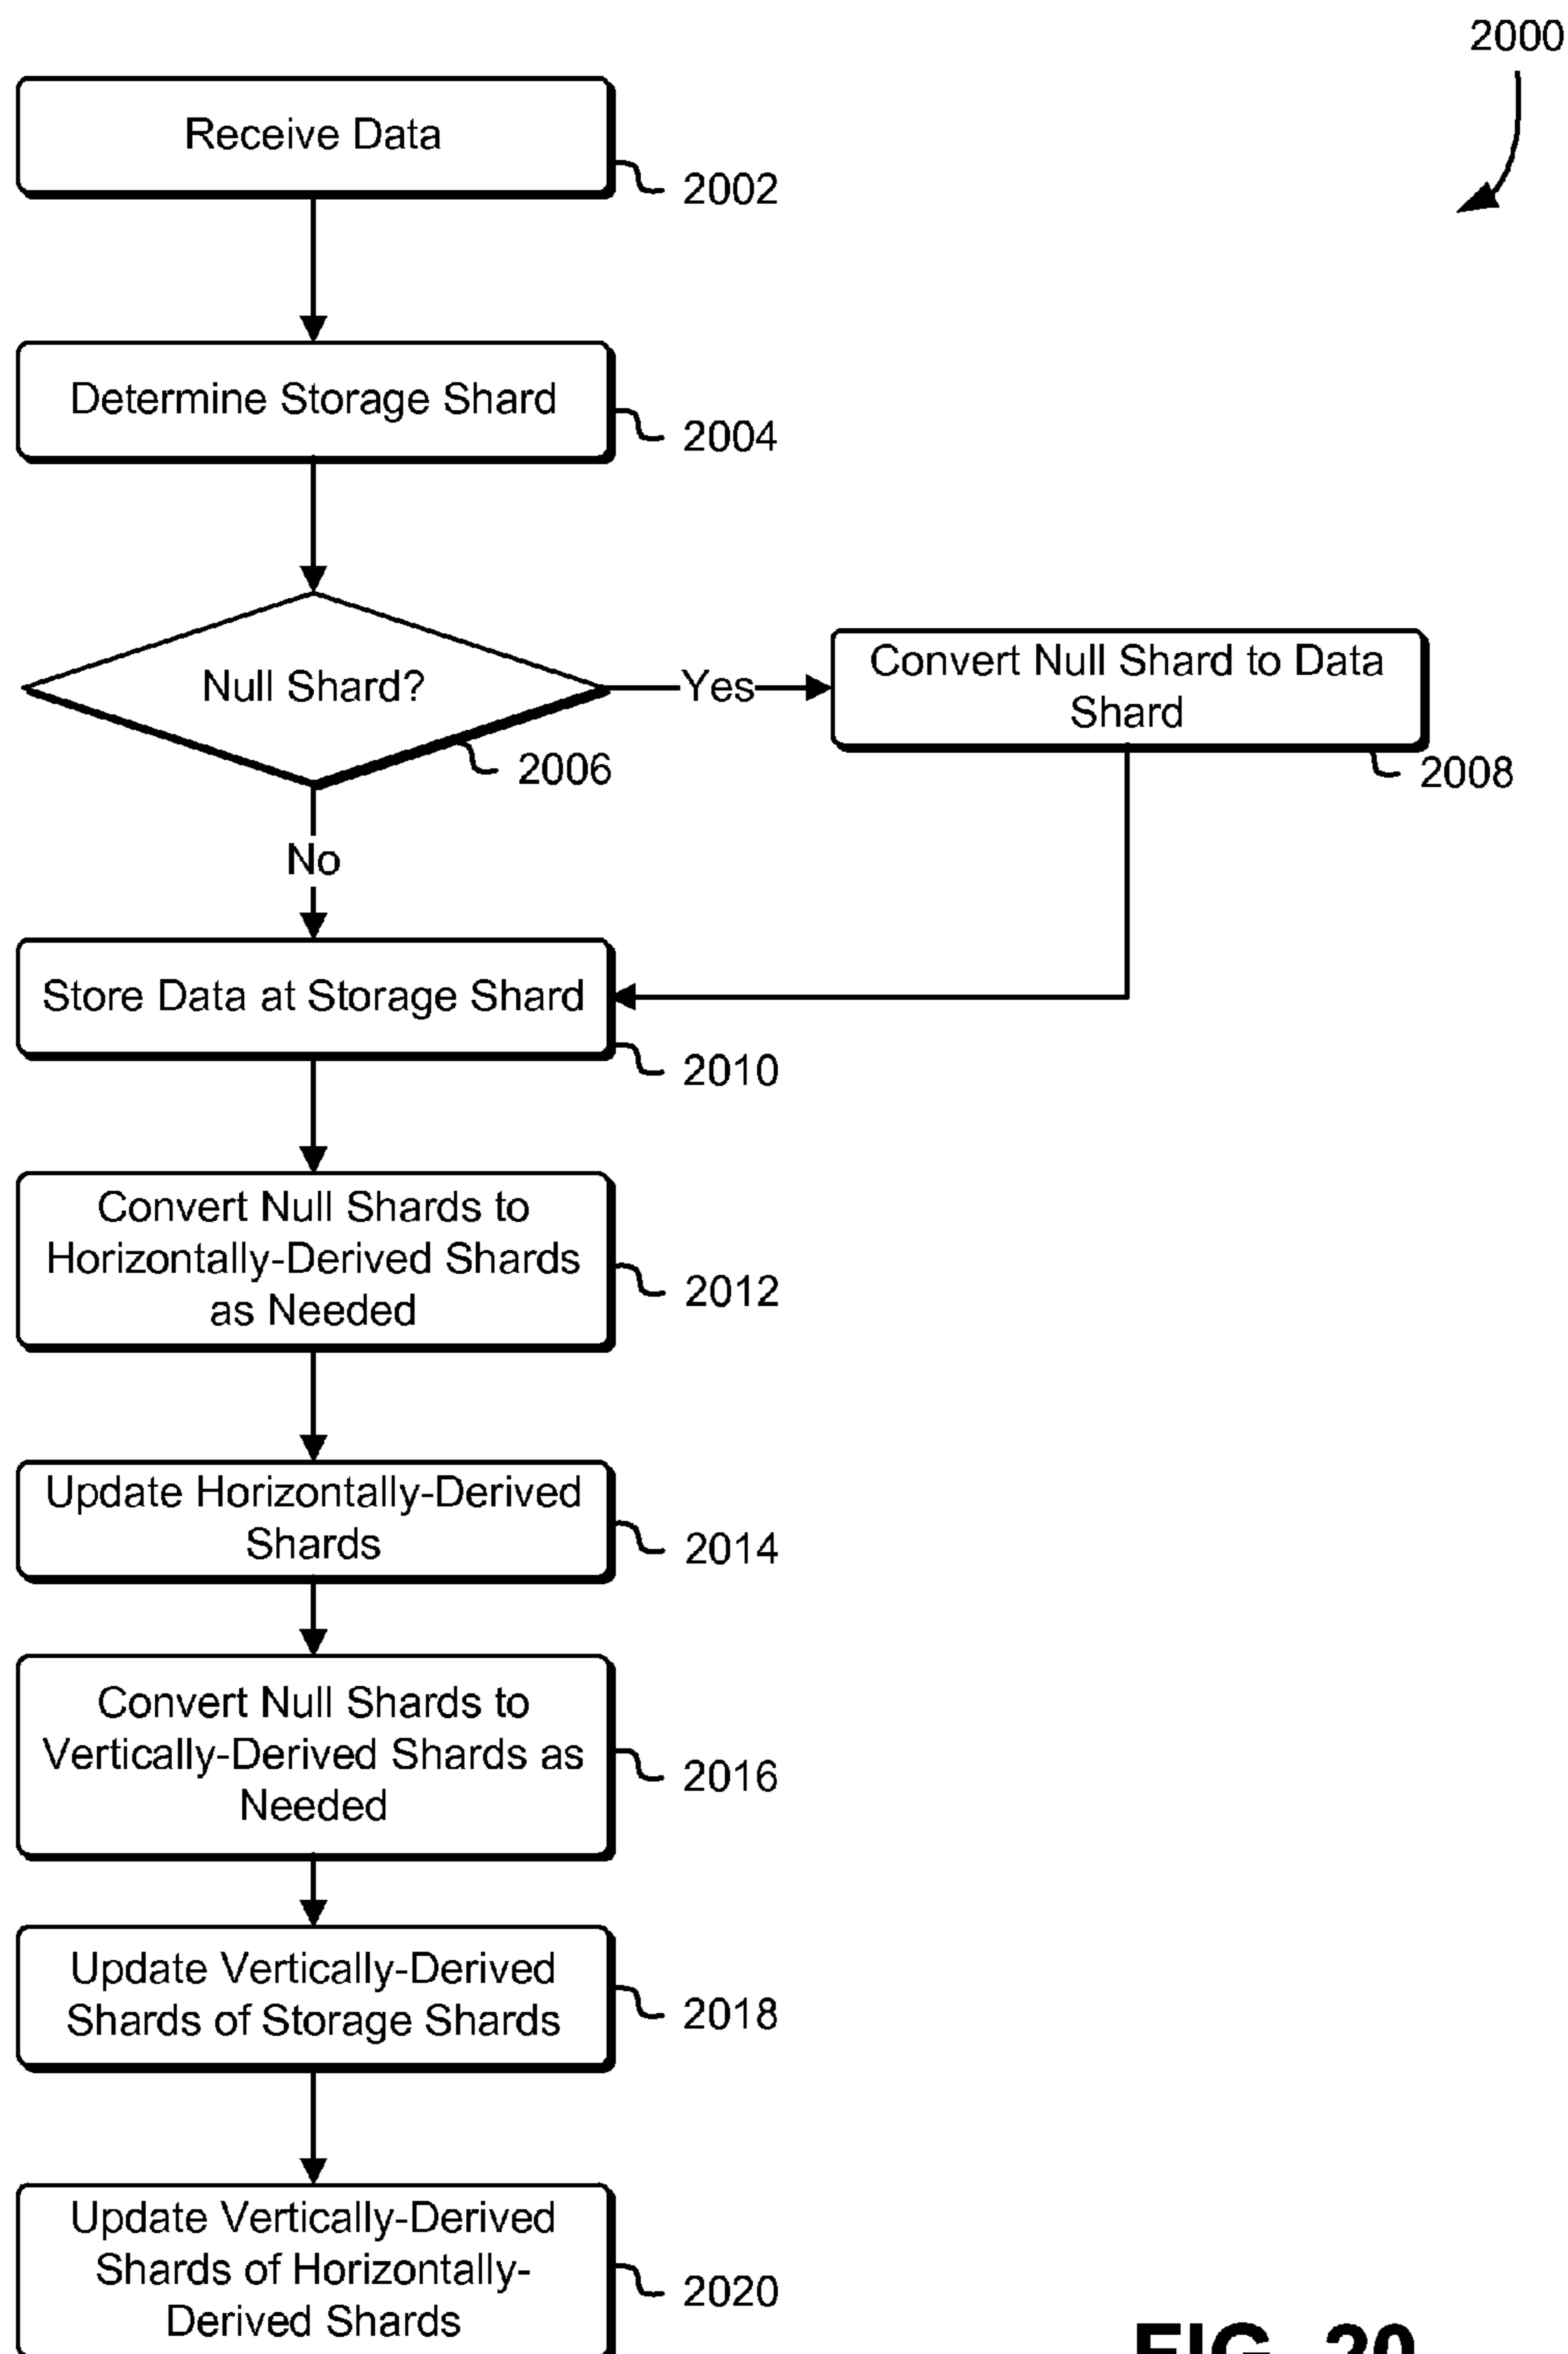 2000
Receive Data
2002
Determine Storage Shard
2004
Null Shard?
2006
Yes
Convert Null Shard to Data
Shard
2008
No
Store Data at Storage Shard
2010
Convert Null Shards to
Horizontally-Derived Shards
as Needed
2012
Update Horizontally-Derived
Shards
2014
Convert Null Shards to
Vertically-Derived Shards as
Needed
2016
Update Vertically-Derived
Shards of Storage Shards
2018
Update Vertically-Derived
Shards of Horizontally-
Derived Shards
2020
FIG. 20